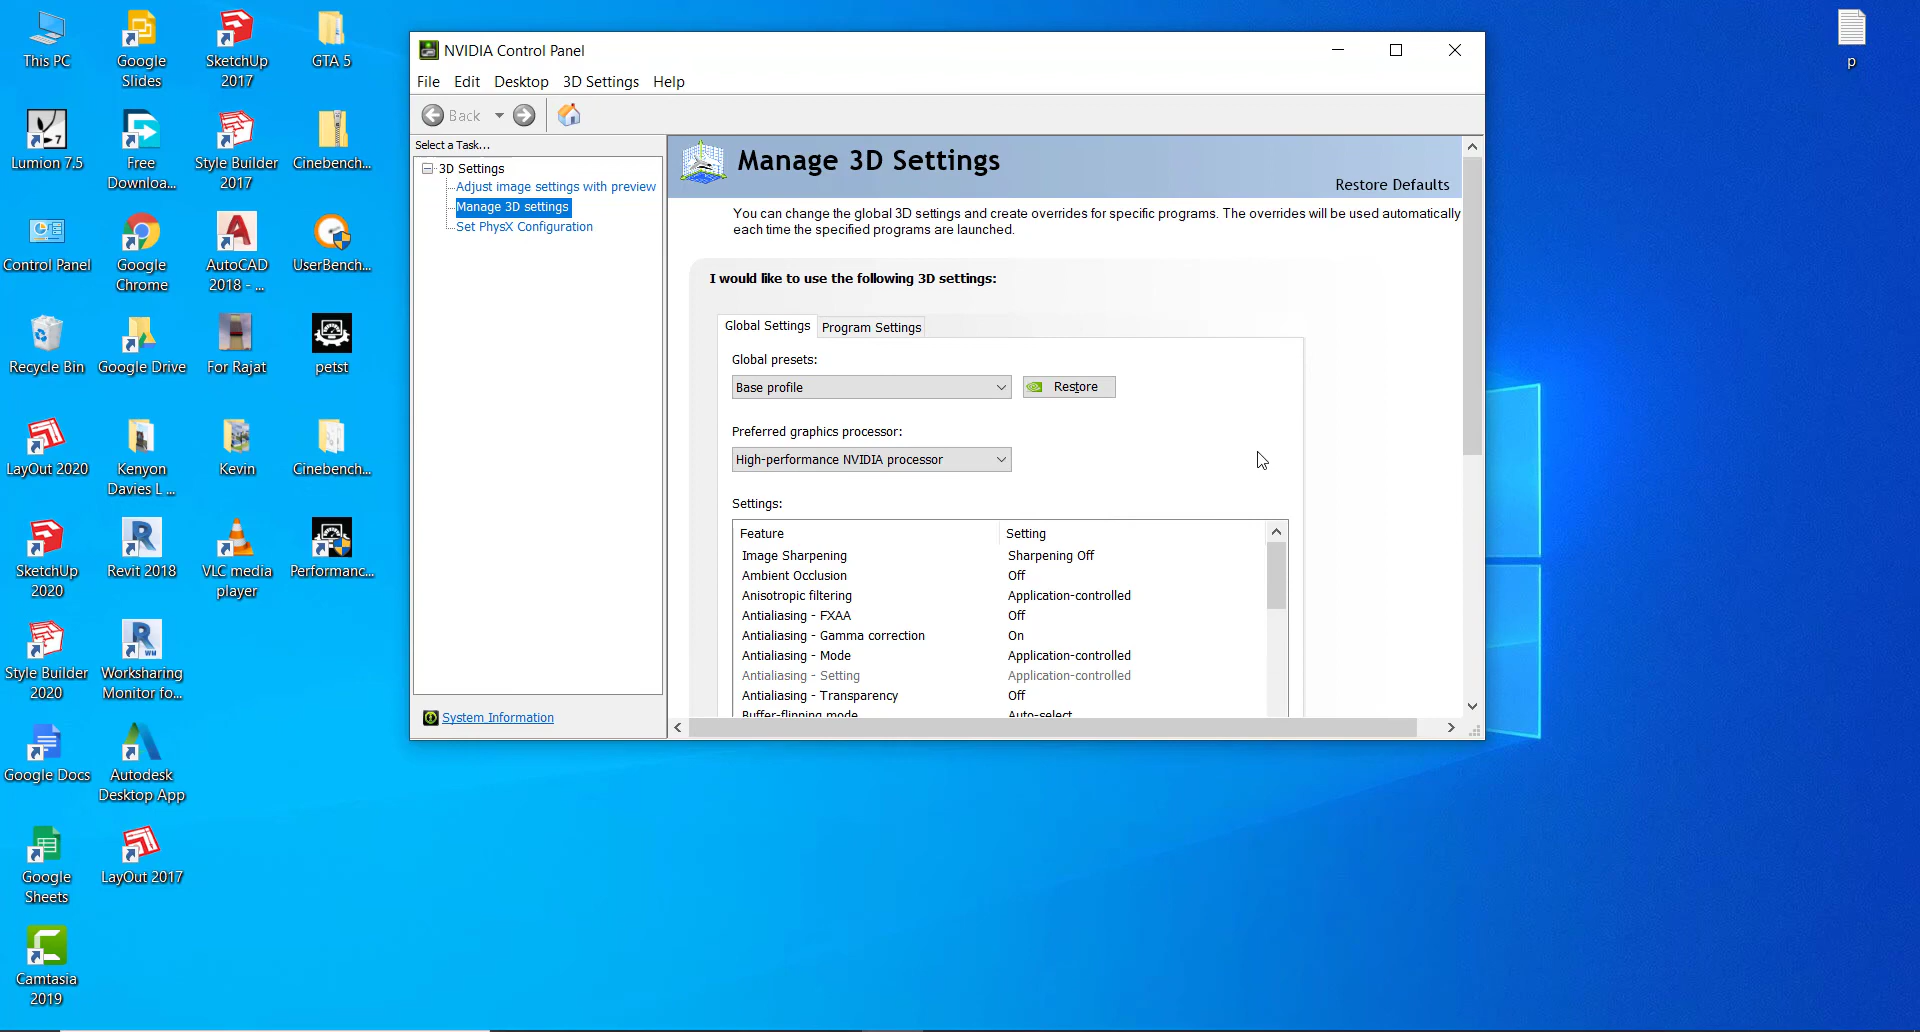 This PC
Google
Slides
SketchUp
2017
GTA 5
Lumion 7.5
Free
Downloa...
Style Builder
2017
Cinebench...
Control Panel
Google
Chrome
AutoCAD
2018 - ...
UserBench...
Recycle Bin
Google Drive
For Rajat
petst
LayOut 2020
Kenyon
Davies L ...
Kevin
Cinebench...
SketchUp
2020
Revit 2018
VLC media
player
Performanc...
Style Builder
2020
Worksharing
Monitor fo...
Google Docs
Autodesk
Desktop App
Google
Sheets
LayOut 2017
Camtasia
2019
NVIDIA Control Panel
File Edit Desktop 3D Settings Help
Back
Select a Task...
3D Settings
Adjust image settings with preview
Manage 3D settings
Set PhysX Configuration
System Information
Manage 3D Settings
Restore Defaults
You can change the global 3D settings and create overrides for specific programs. The overrides will be used automatically
each time the specified programs are launched.
I would like to use the following 3D settings:
Global Settings Program Settings
Global presets:
Base profile Restore
Preferred graphics processor:
High-performance NVIDIA processor
Settings:
Feature Setting
Image Sharpening Sharpening Off
Ambient Occlusion Off
Anisotropic filtering Application-controlled
Antialiasing - FXAA Off
Antialiasing - Gamma correction On
Antialiasing - Mode Application-controlled
Antialiasing - Setting Application-controlled
Antialiasing - Transparency Off
Buffer-flipping mode Auto-select
p